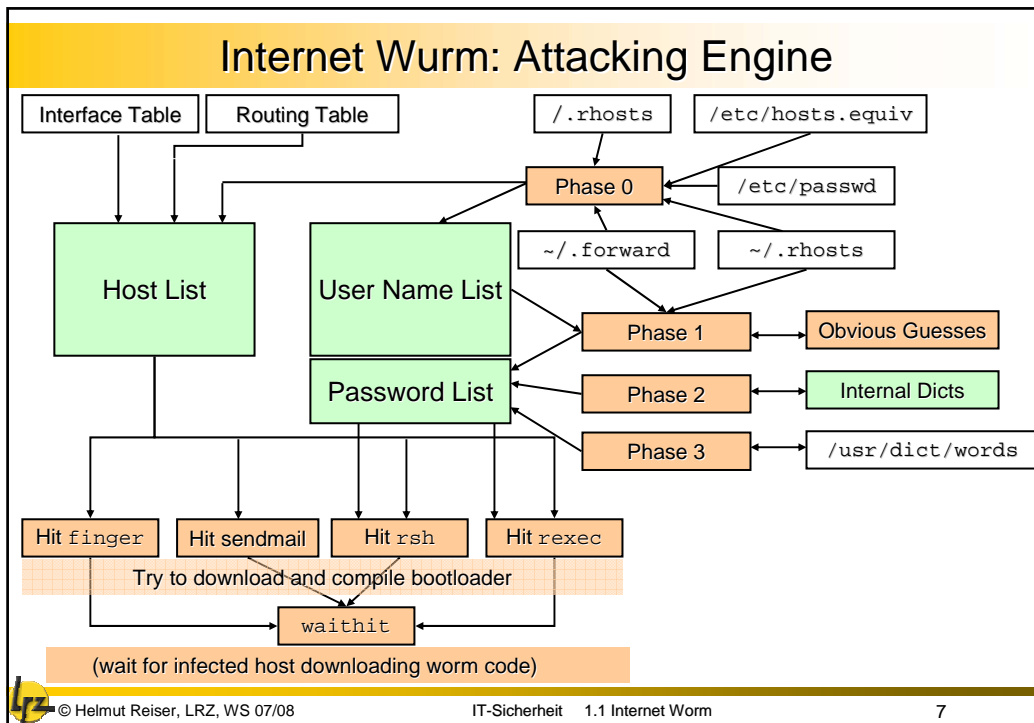 Internet Wurm: Attacking Engine
Interface Table
Routing Table
/.rhosts
/etc/hosts.equiv
Phase 0
/etc/passwd
~/.forward
~/.rhosts
Host List
User Name List
Phase 1
Obvious Guesses
Password List
Phase 2
Internal Dicts
Phase 3
/usr/dict/words
Hit finger
Hit sendmail
Hit rsh
Hit rexec
Try to download and compile bootloader
waithit
(wait for infected host downloading worm code)
lrz
© Helmut Reiser, LRZ, WS 07/08
IT-Sicherheit 1.1 Internet Worm
7